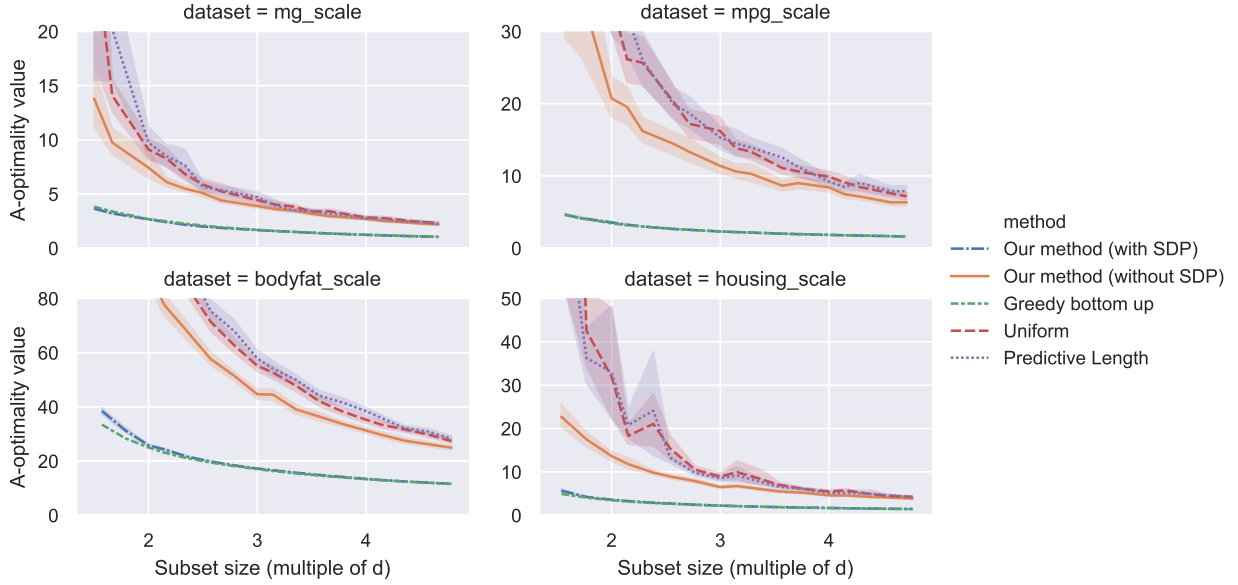 dataset = mg_scale
dataset = mpg_scale
20
15
10
5
0
A-optimality value
30
20
10
0
dataset = bodyfat_scale
dataset = housing_scale
80
60
40
20
0
A-optimality value
2
3
4
Subset size (multiple of d)
50
40
30
20
10
0
2
3
4
Subset size (multiple of d)
method
Our method (with SDP)
Our method (without SDP)
Greedy bottom up
Uniform
Predictive Length